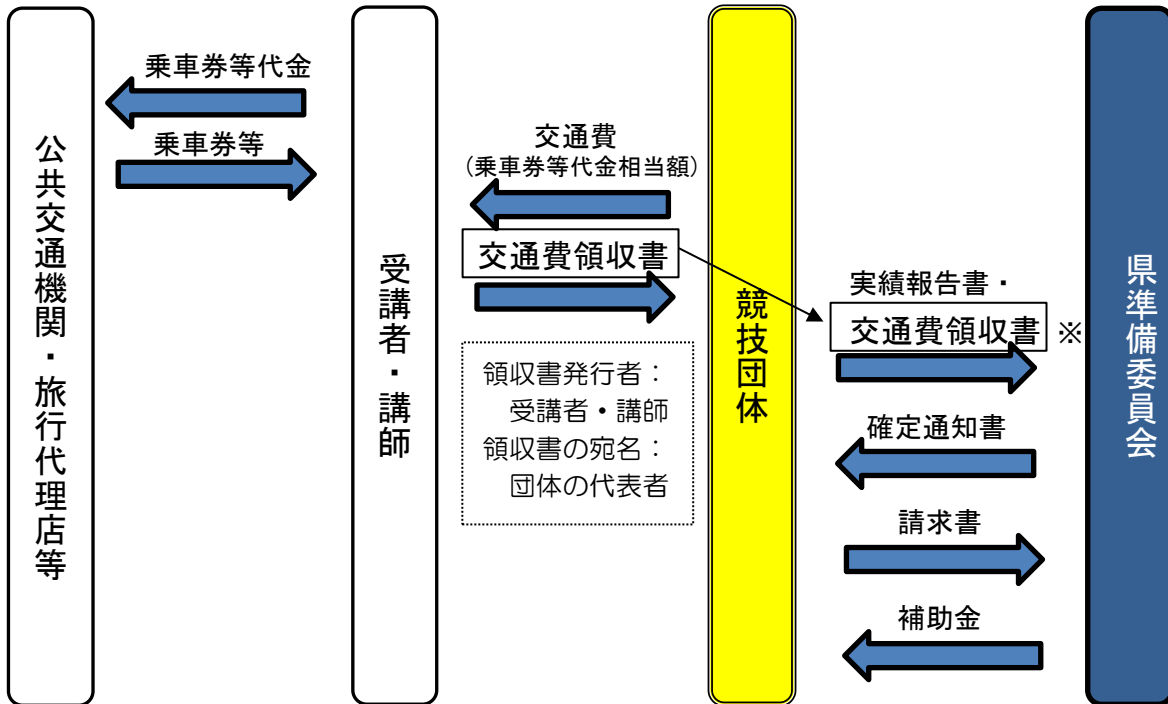 公共交通機関・旅行代理店等
乗車券等代金
乗車券等
受講者・講師
交通費
(乗車券等代金相当額)
交通費領収書
領収書発行者：
受講者・講師
領収書の宛名：
団体の代表者
競技団体
実績報告書・
交通費領収書 ※
確定通知書
請求書
補助金
県準備委員会